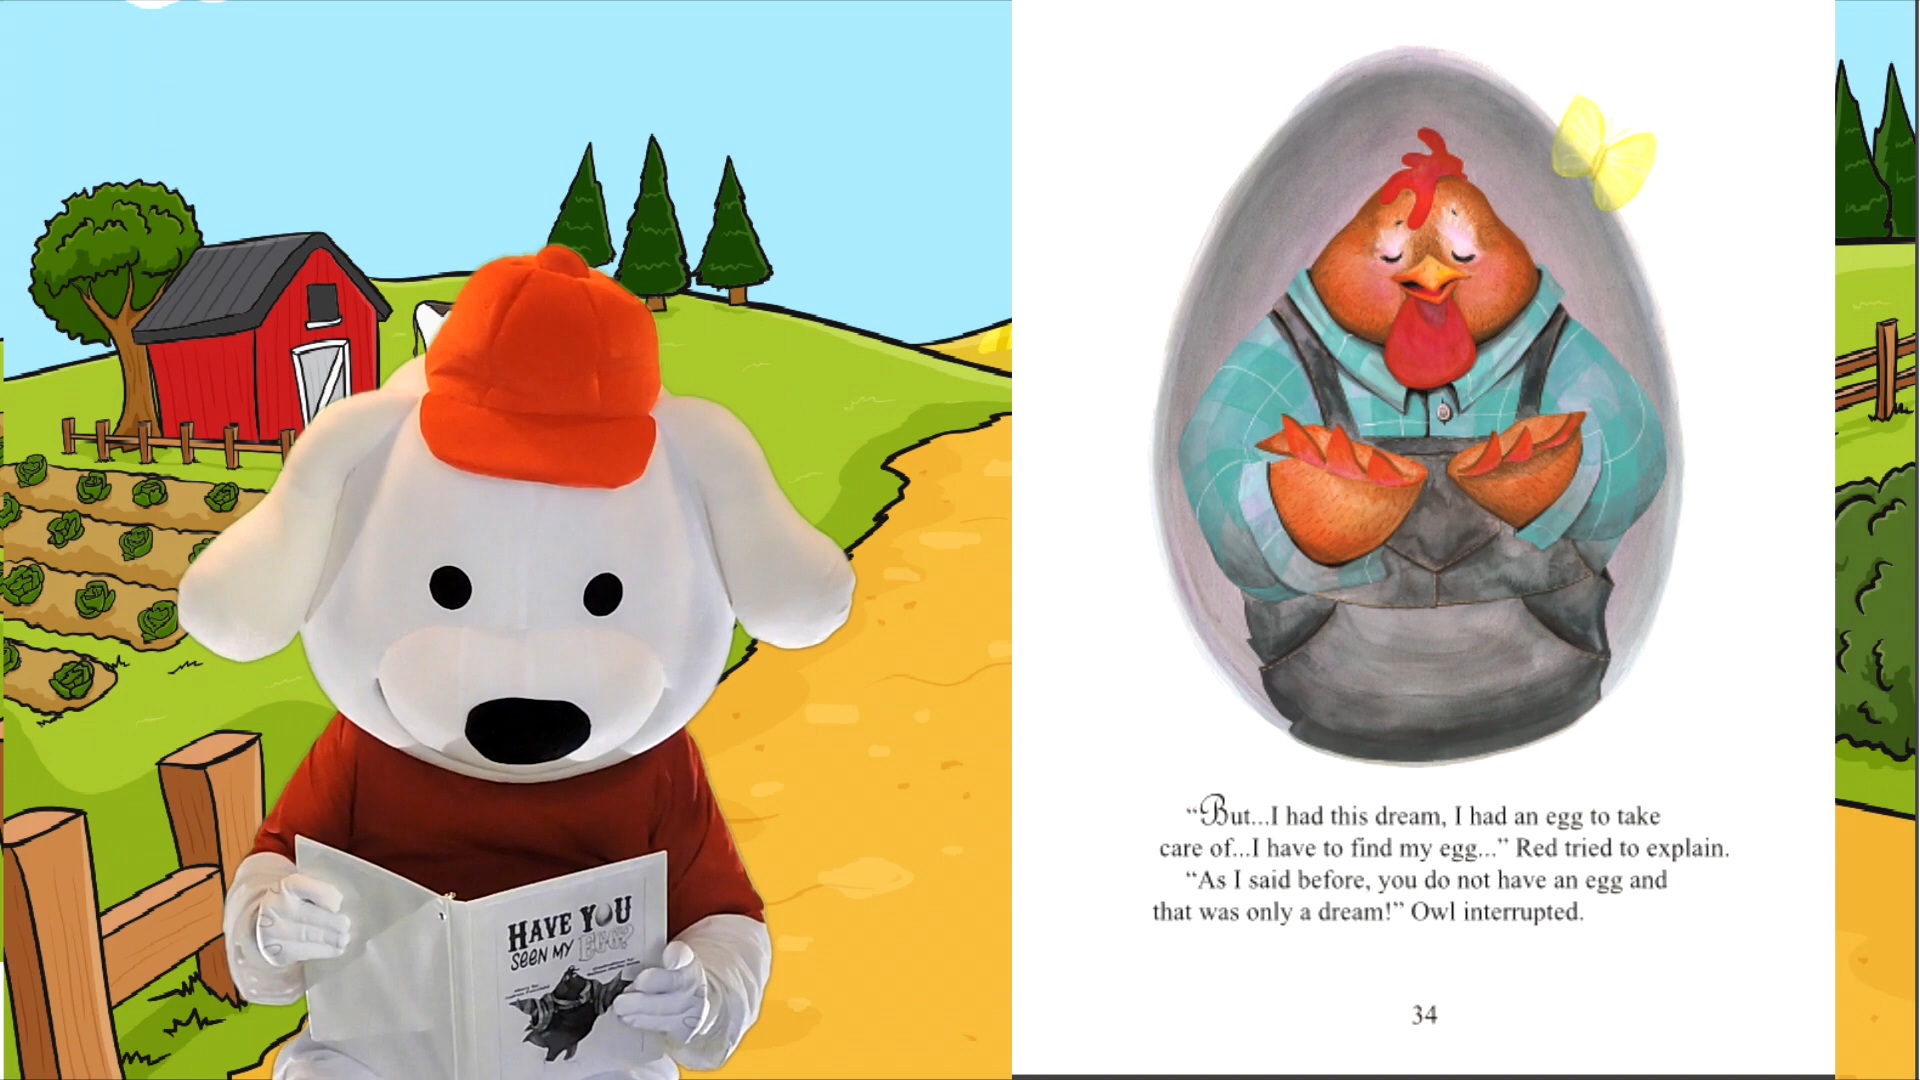 HAVE YOU
SEEN MY EGG?
“But...I had this dream, I had an egg to take
care of...I have to find my egg...” Red tried to explain.
“As I said before, you do not have an egg and
that was only a dream!” Owl interrupted.
34